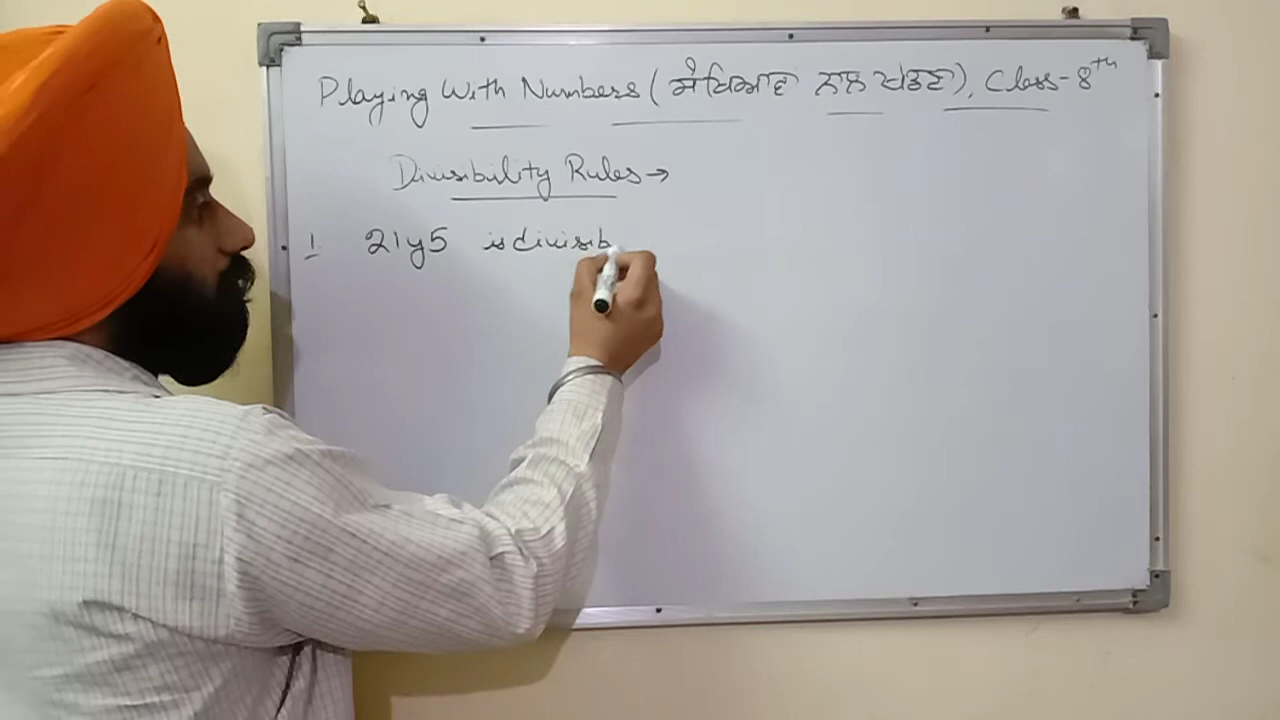 Playing With Numbers (ਸੰਖਿਆਵਾਂ ਨਾਲ ਖੇਡਣਾ), Class-8th
Divisibility Rules →
1. 21y5 is divisib